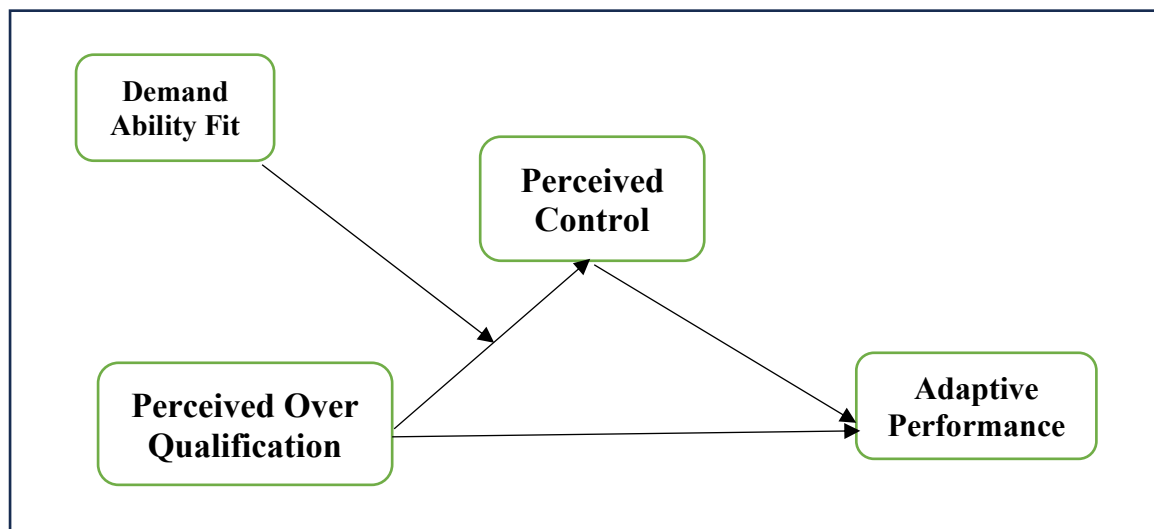 Demand
Ability Fit
Perceived
Control
Perceived Over
Qualification
Adaptive
Performance